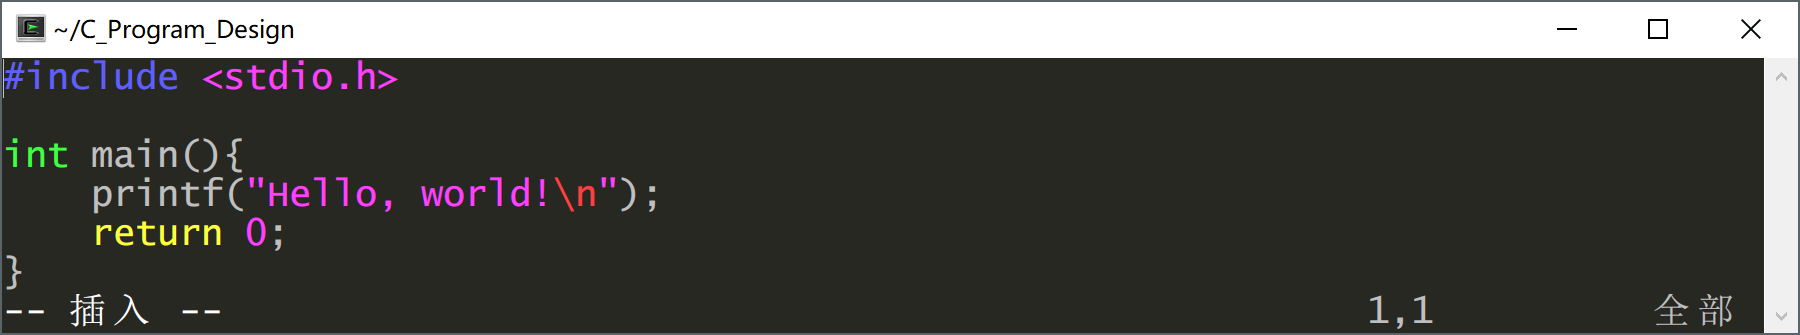 ~/C_Program_Design
#include <stdio.h>
int main(){
    printf("Hello, world!\n");
    return 0;
}
-- 插入 -- 1,1 全部